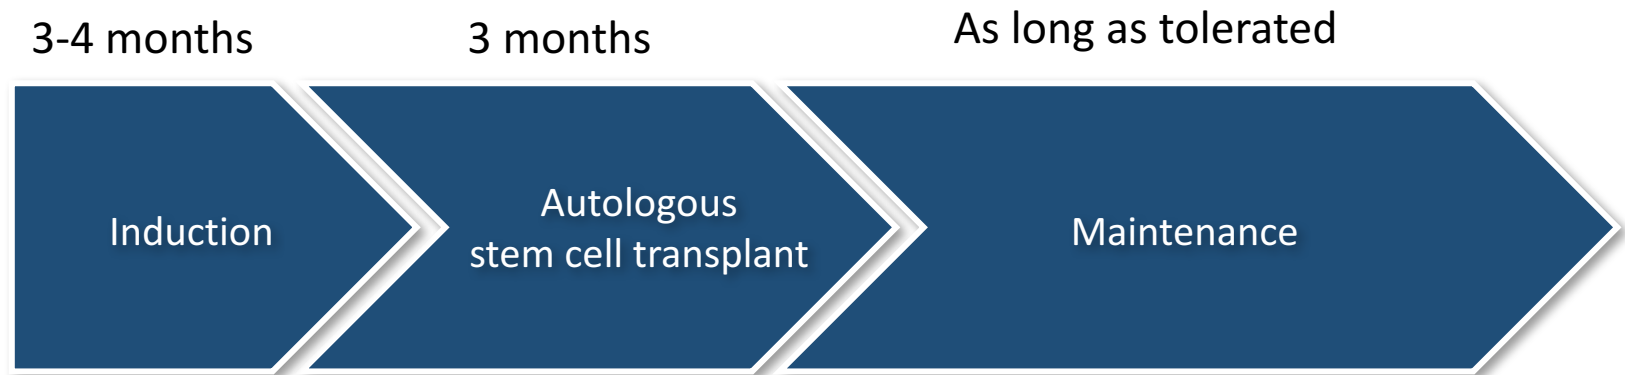 3-4 months
3 months
As long as tolerated
Induction
Autologous
stem cell transplant
Maintenance